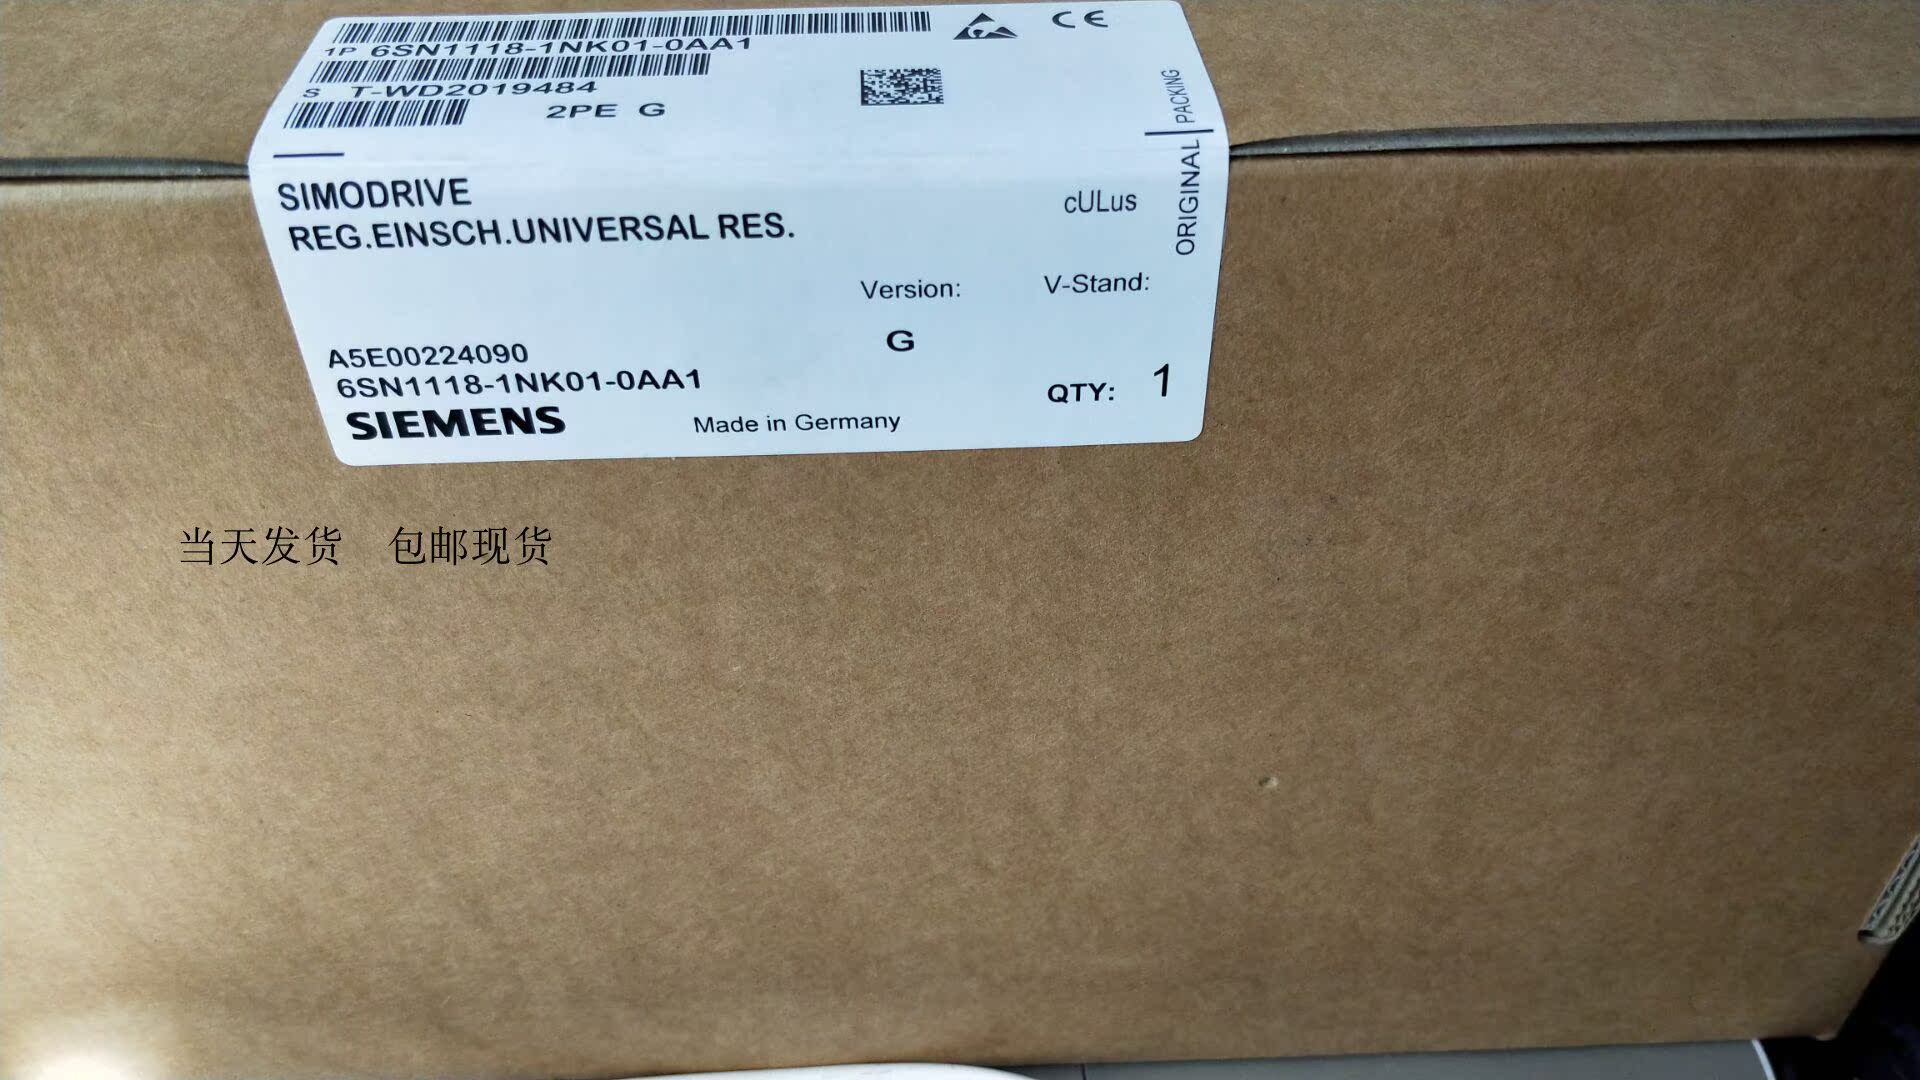 1P 6SN1118-1NK01-0AA1
S T-WD2019484
2PE G
CE
ORIGINAL PACKING
SIMODRIVE
REG.EINSCH.UNIVERSAL RES.
cULus
Version: V-Stand:
G
A5E00224090
6SN1118-1NK01-0AA1
QTY: 1
SIEMENS Made in Germany
当天发货 包邮现货